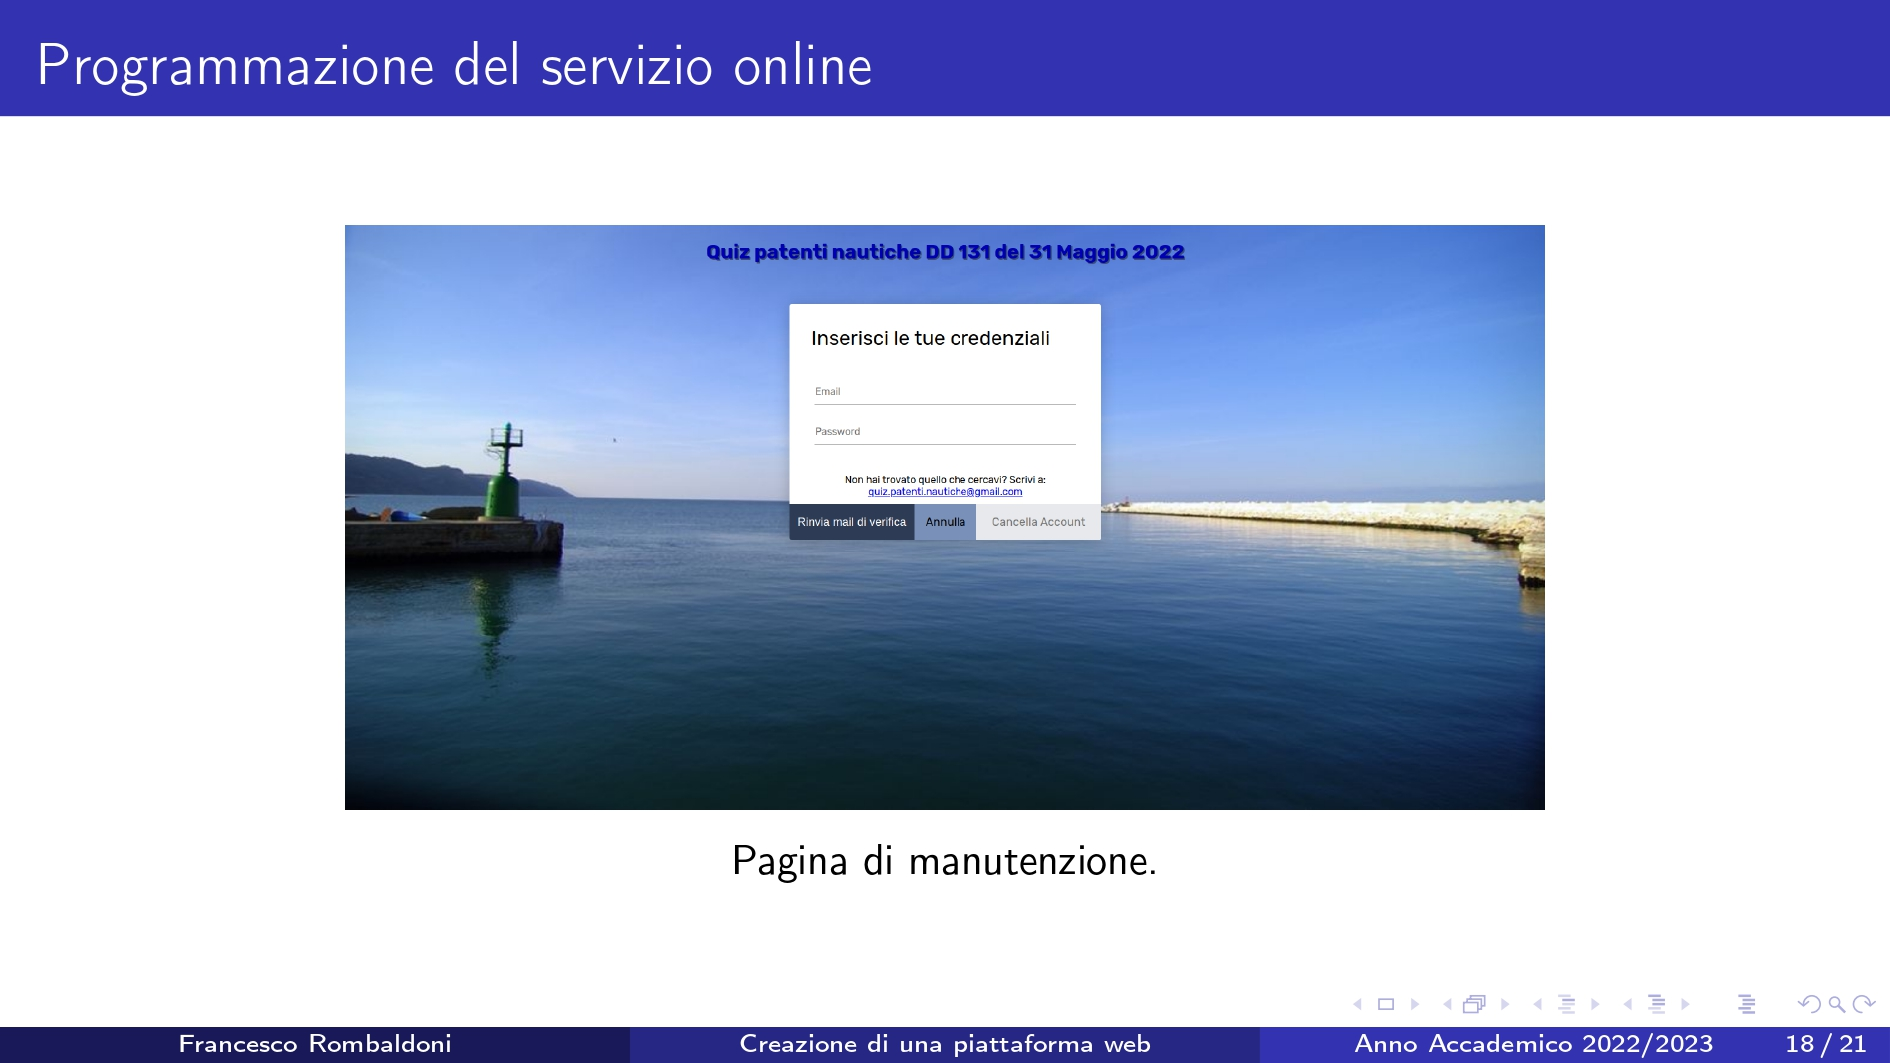 Programmazione del servizio online
Quiz patenti nautiche DD 131 del 31 Maggio 2022
Inserisci le tue credenziali
Email
Password
Non hai trovato quello che cercavi? Scrivi a:
quiz.patenti.nautiche@gmail.com
Rinvia mail di verifica Annulla Cancella Account
Pagina di manutenzione.
Francesco Rombaldoni Creazione di una piattaforma web Anno Accademico 2022/2023 18 / 21